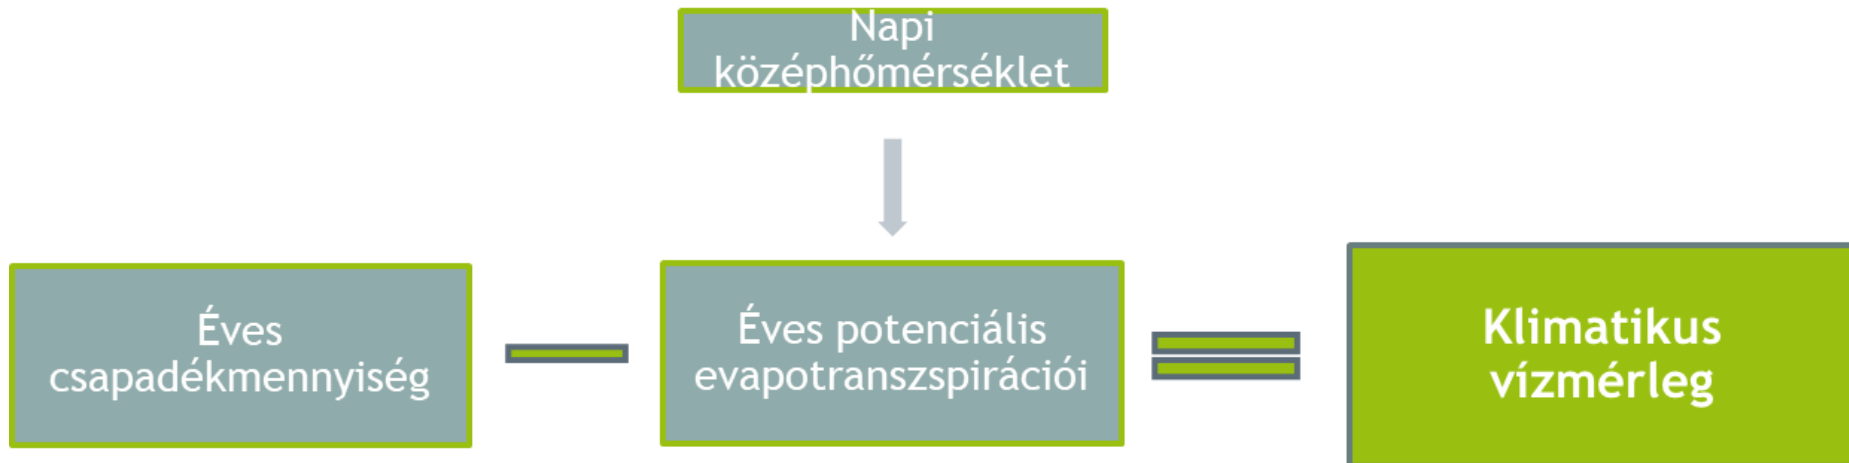 Napi
középhőmérséklet
Éves
csapadékmennyiség
Éves potenciális
evapotranszspirációi
Klimatikus
vízmérleg